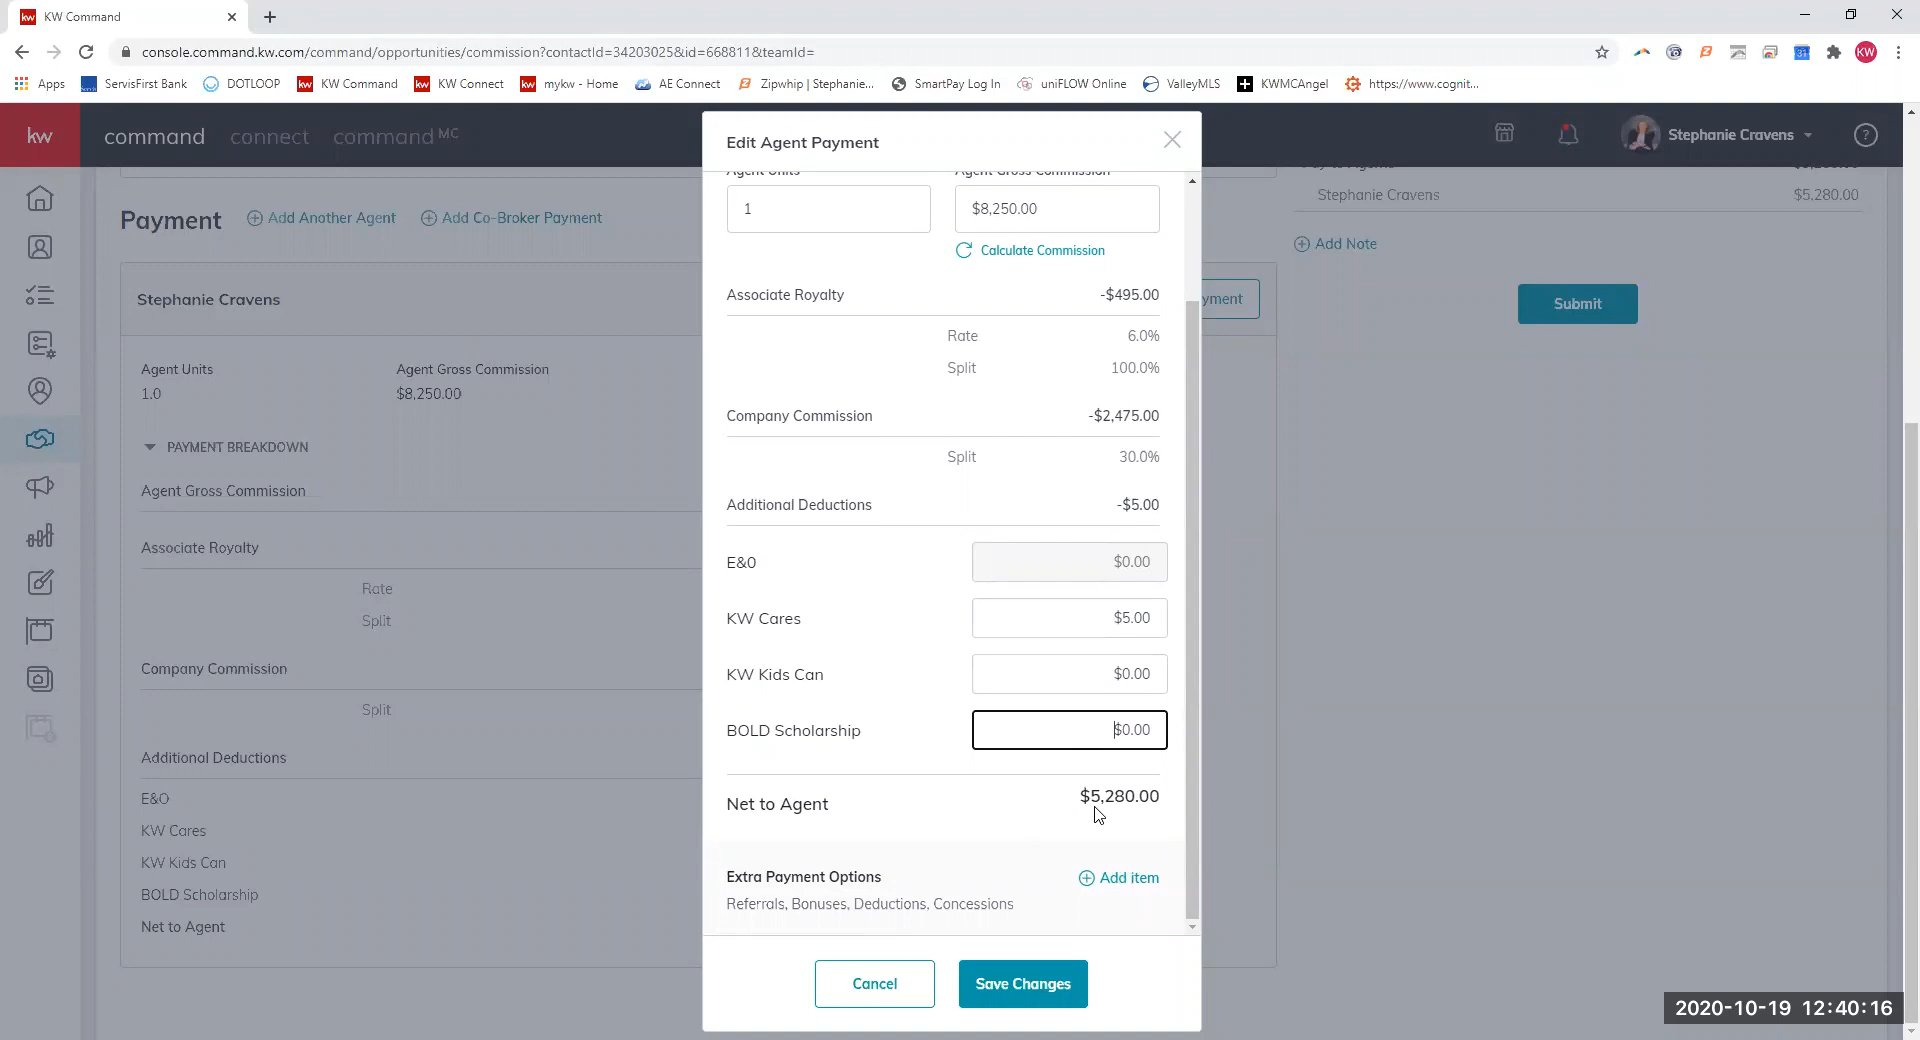 kw KW Command
console.command.kw.com/command/opportunities/commission?contactId=34203025&id=668811&teamId=
KW
Apps ServisFirst Bank DOTLOOP KW Command KW Connect mykw - Home AE Connect Zipwhip | Stephanie... SmartPay Log In uniFLOW Online ValleyMLS KWMCAngel https://www.cognit...
kw command connect command MC
Stephanie Cravens
Payment Add Another Agent Add Co-Broker Payment
Stephanie Cravens
Agent Units Agent Gross Commission
1.0 $8,250.00
PAYMENT BREAKDOWN
Agent Gross Commission
Associate Royalty
Rate
Split
Company Commission
Split
Additional Deductions
E&O
KW Cares
KW Kids Can
BOLD Scholarship
Net to Agent
Edit Agent Payment
Agent Units Agent Gross Commission
1 $8,250.00
Calculate Commission
Associate Royalty -$495.00
Rate 6.0%
Split 100.0%
Company Commission -$2,475.00
Split 30.0%
Additional Deductions -$5.00
E&O $0.00
KW Cares $5.00
KW Kids Can $0.00
BOLD Scholarship $0.00
Net to Agent $5,280.00
Extra Payment Options Add item
Referrals, Bonuses, Deductions, Concessions
Cancel Save Changes
yment
Stephanie Cravens $5,280.00
Add Note
Submit
2020-10-19 12:40:16